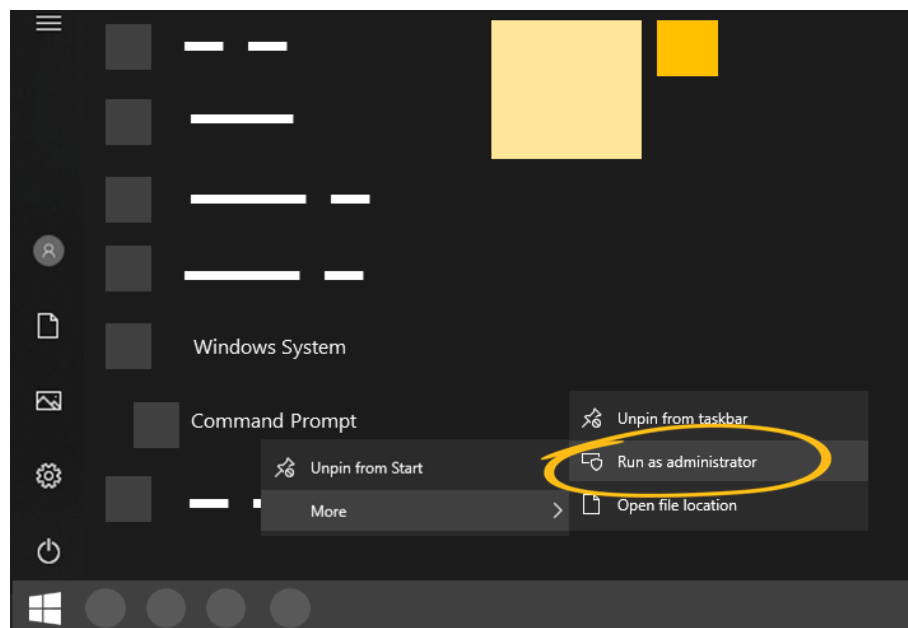 Windows System
Command Prompt
Unpin from Start
More
Unpin from taskbar
Run as administrator
Open file location